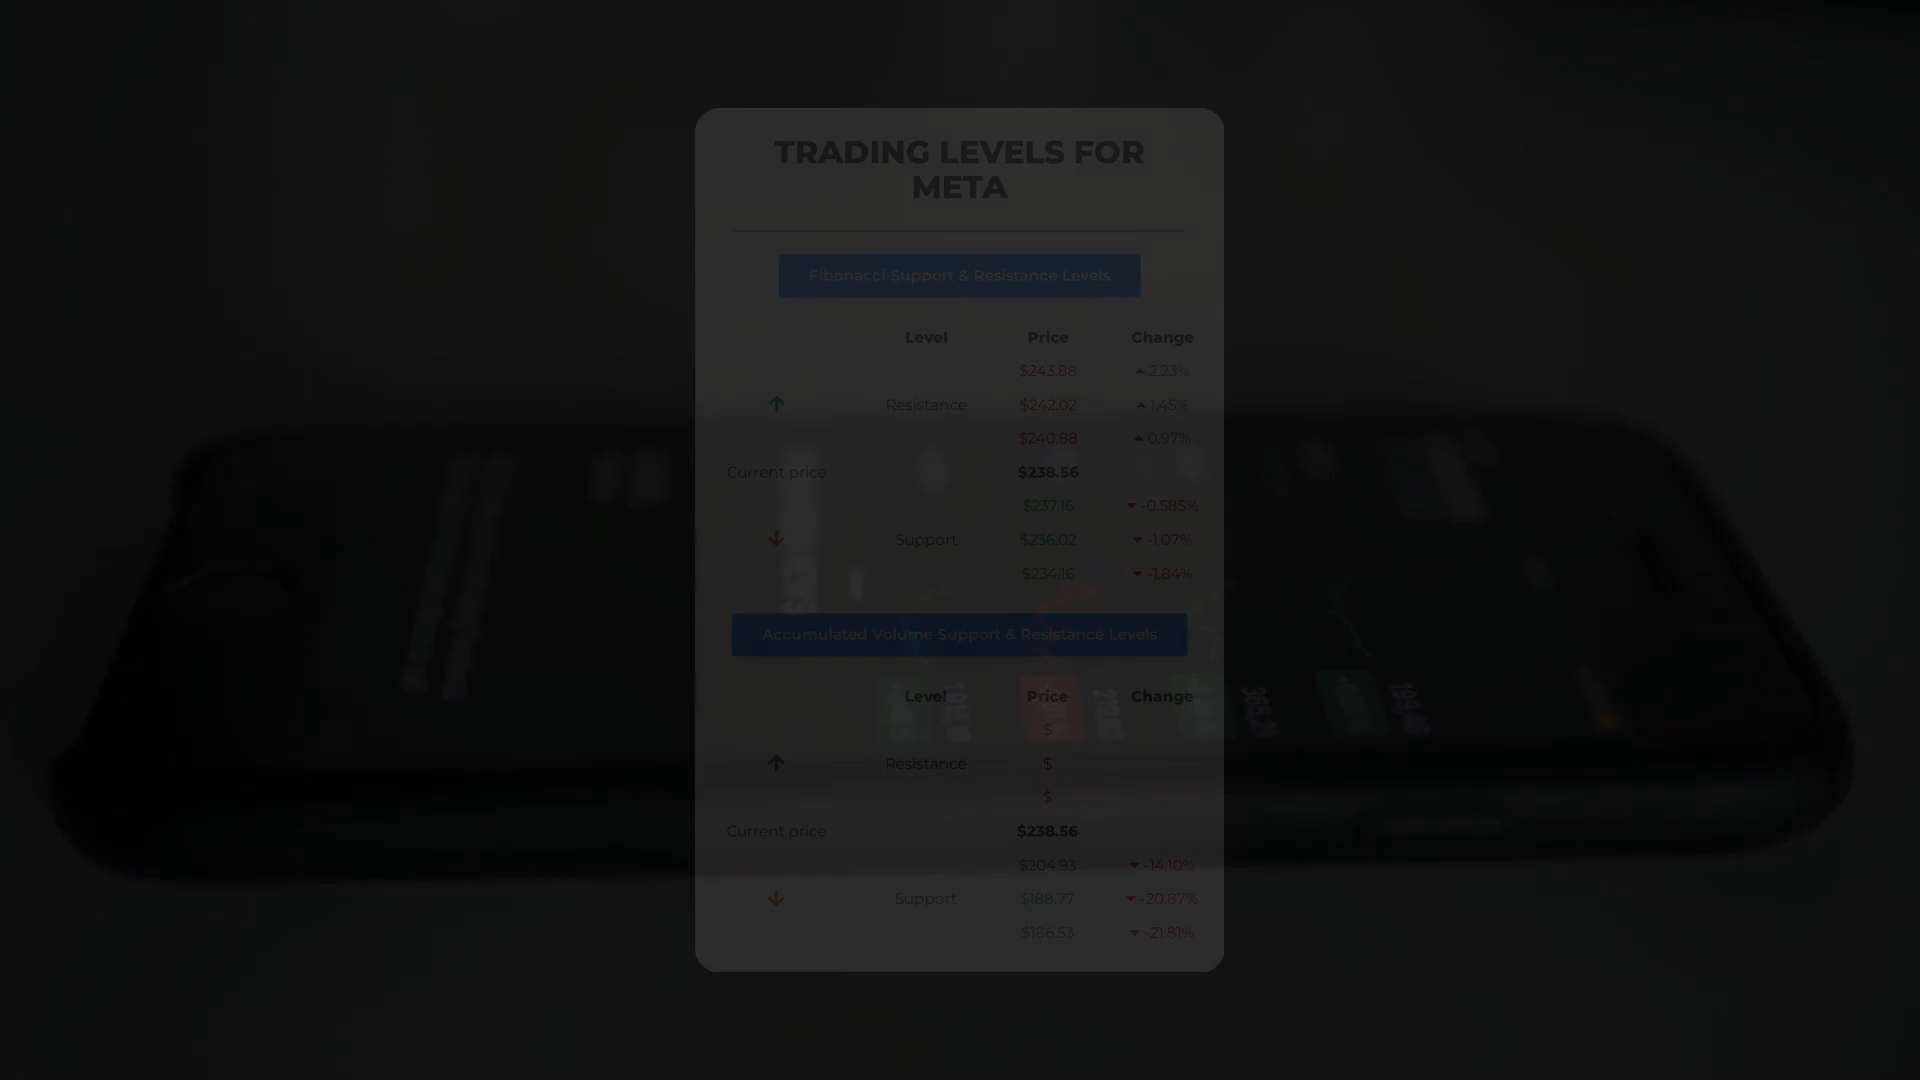 TRADING LEVELS FOR
META
Fibonacci Support & Resistance Levels
Level Price Change
$243.88 2.23%
Resistance $242.02 1.45%
$240.88 0.97%
Current price $238.56
$237.16 -0.585%
Support $236.02 -1.07%
$234.16 -1.84%
Accumulated Volume Support & Resistance Levels
Level Price Change
$
Resistance $
$
Current price $238.56
$204.93 -14.10%
Support $188.77 -20.87%
$186.53 -21.81%